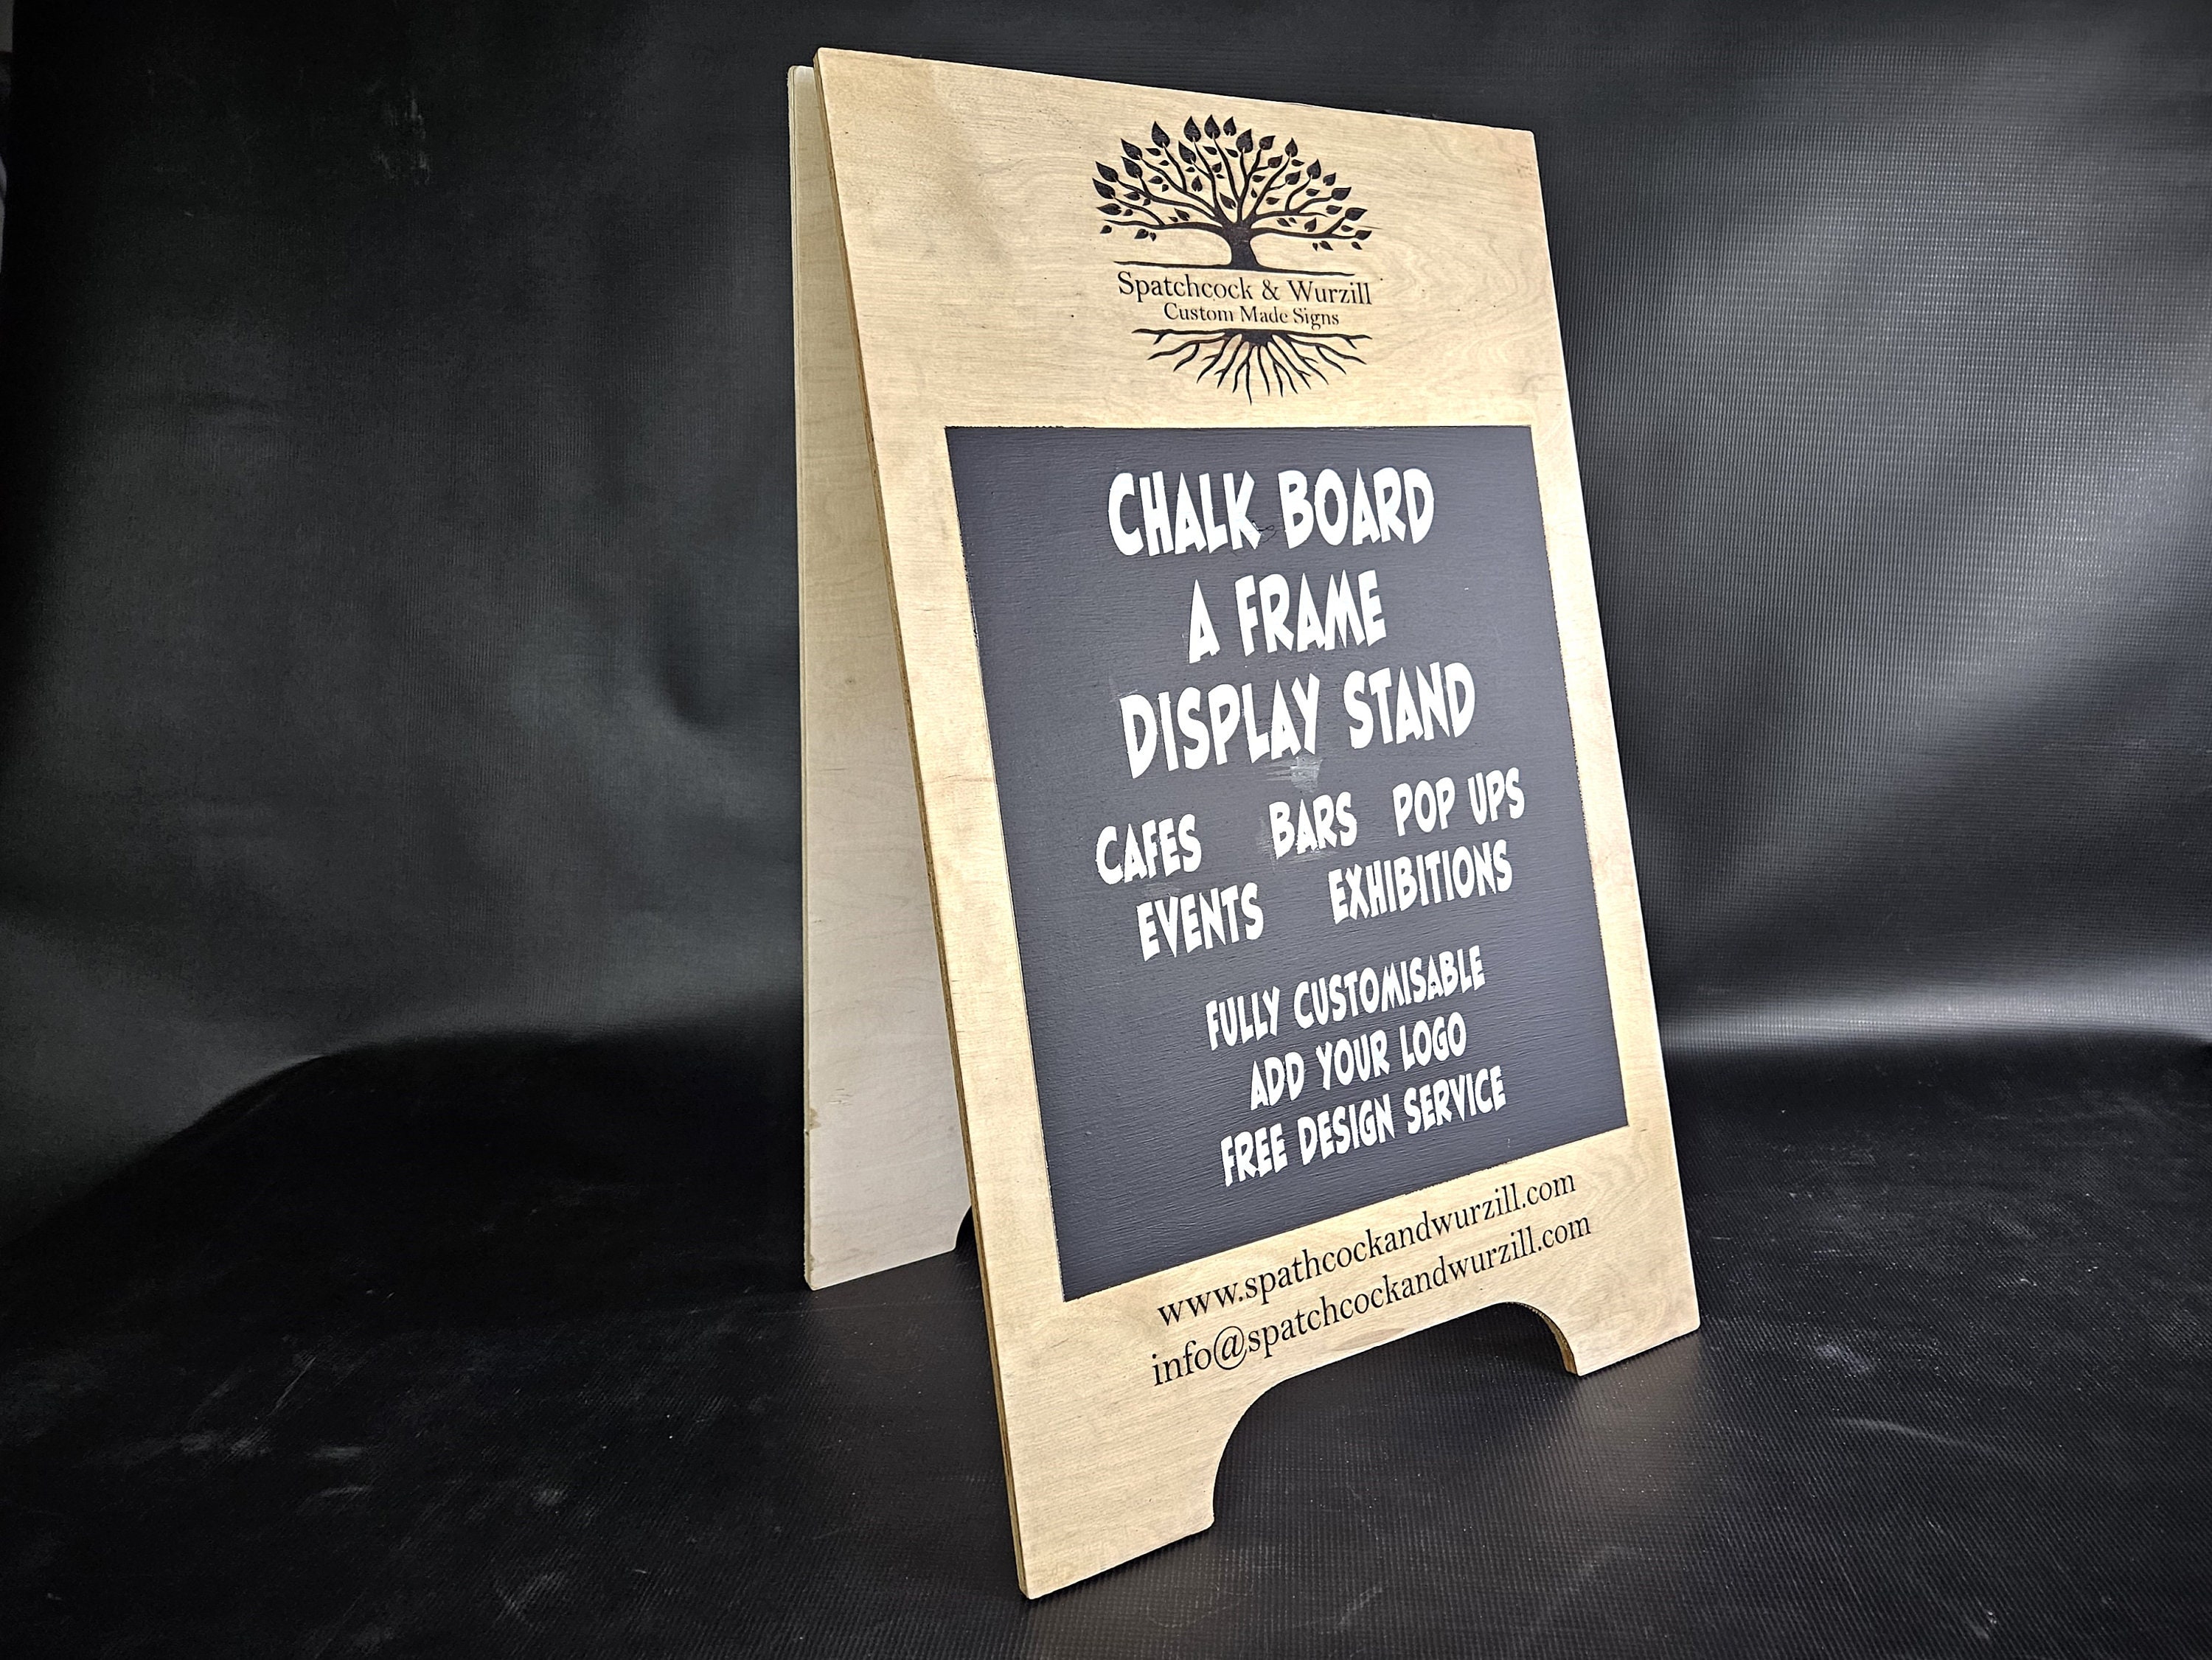 Spatchcock & Wurzill
Custom Made Signs
CHALK BOARD
A FRAME
DISPLAY STAND
CAFES BARS POP UPS
EVENTS EXHIBITIONS
FULLY CUSTOMISABLE
ADD YOUR LOGO
FREE DESIGN SERVICE
www.spathcockandwurzill.com
info@spatchcockandwurzill.com